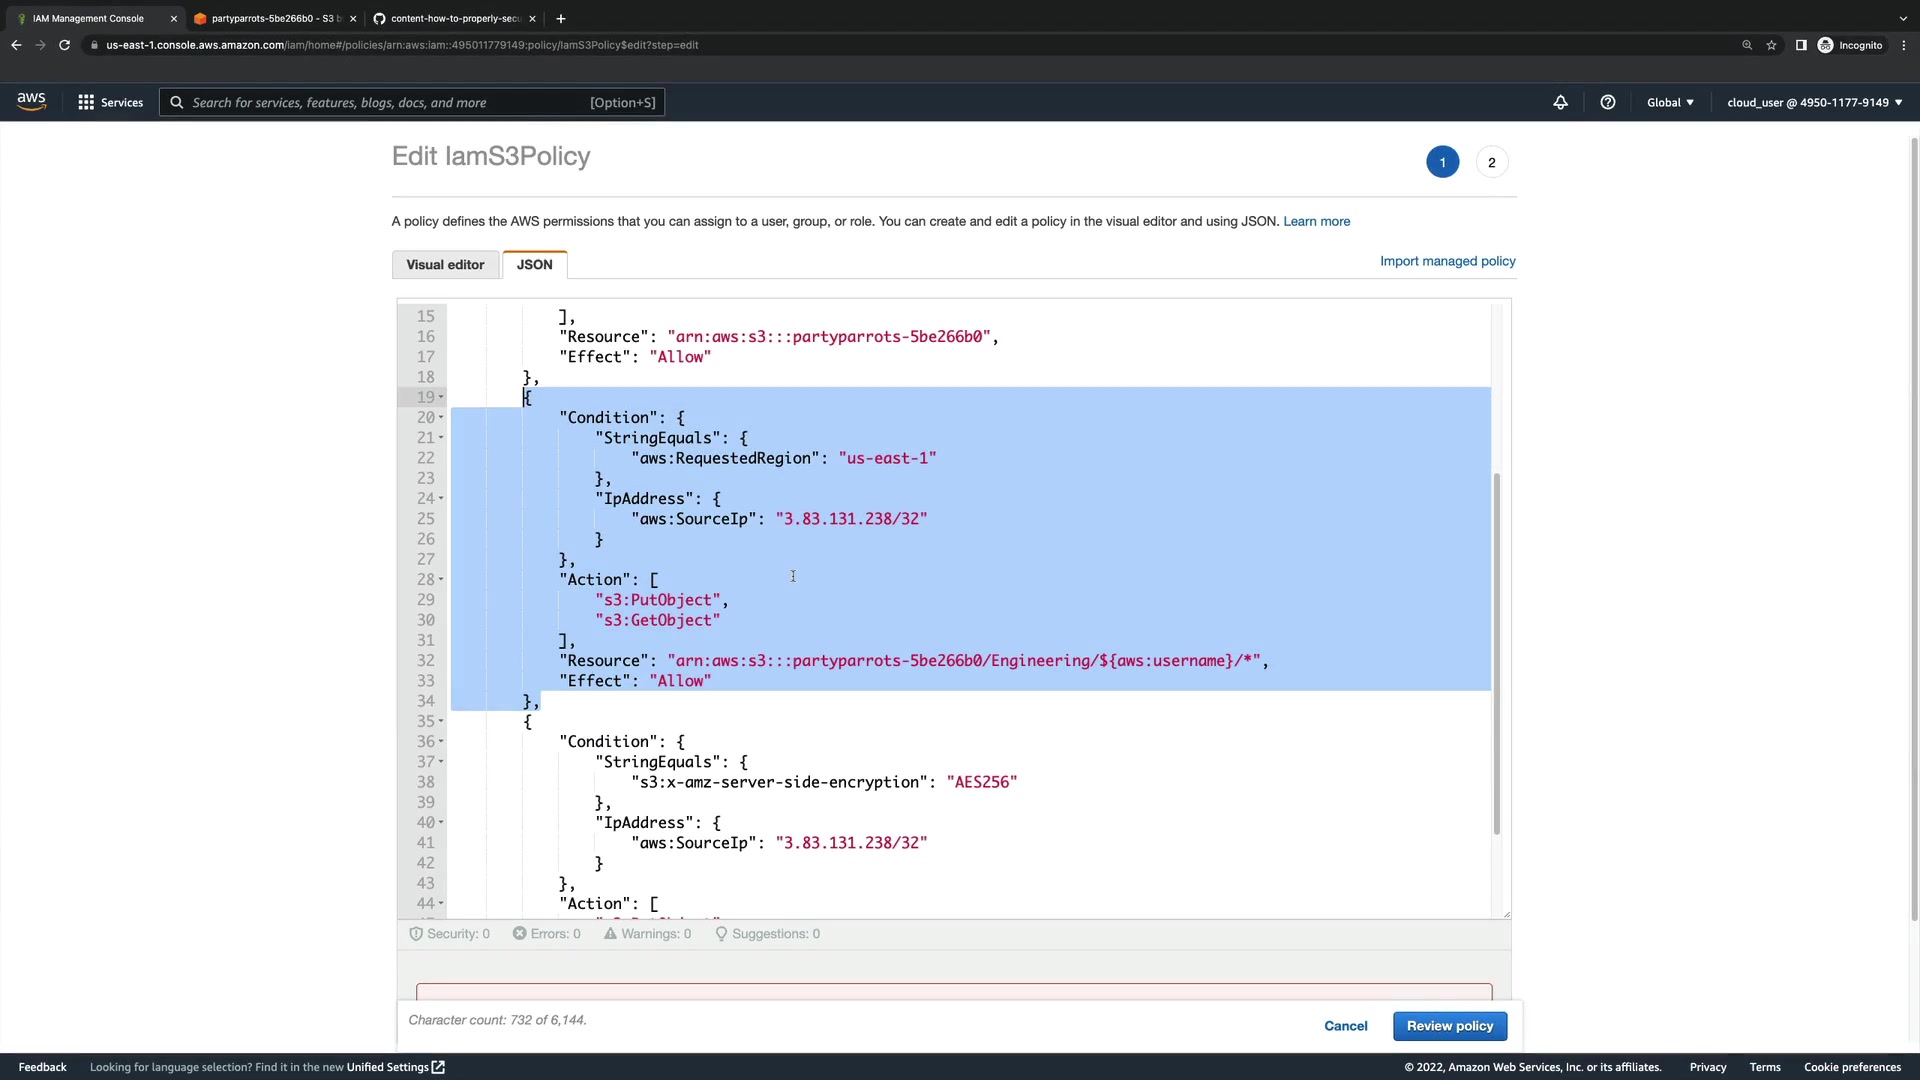 IAM Management Console
partyparrots-5be266b0 - S3 b
content-how-to-properly-secu
us-east-1.console.aws.amazon.com/iam/home#/policies/arn:aws:iam::495011779149:policy/IamS3Policy$edit?step=edit
Incognito
aws
Services
Search for services, features, blogs, docs, and more
[Option+S]
Global
cloud_user @ 4950-1177-9149
Edit IamS3Policy
1
2
A policy defines the AWS permissions that you can assign to a user, group, or role. You can create and edit a policy in the visual editor and using JSON. Learn more
Visual editor
JSON
Import managed policy
15 ],
16 "Resource": "arn:aws:s3:::partyparrots-5be266b0",
17 "Effect": "Allow"
18 },
19 {
20 "Condition": {
21 "StringEquals": {
22 "aws:RequestedRegion": "us-east-1"
23 },
24 "IpAddress": {
25 "aws:SourceIp": "3.83.131.238/32"
26 }
27 },
28 "Action": [
29 "s3:PutObject",
30 "s3:GetObject"
31 ],
32 "Resource": "arn:aws:s3:::partyparrots-5be266b0/Engineering/${aws:username}/*",
33 "Effect": "Allow"
34 },
35 {
36 "Condition": {
37 "StringEquals": {
38 "s3:x-amz-server-side-encryption": "AES256"
39 },
40 "IpAddress": {
41 "aws:SourceIp": "3.83.131.238/32"
42 }
43 },
44 "Action": [
Security: 0
Errors: 0
Warnings: 0
Suggestions: 0
Character count: 732 of 6,144.
Cancel
Review policy
Feedback
Looking for language selection? Find it in the new Unified Settings
© 2022, Amazon Web Services, Inc. or its affiliates.
Privacy
Terms
Cookie preferences